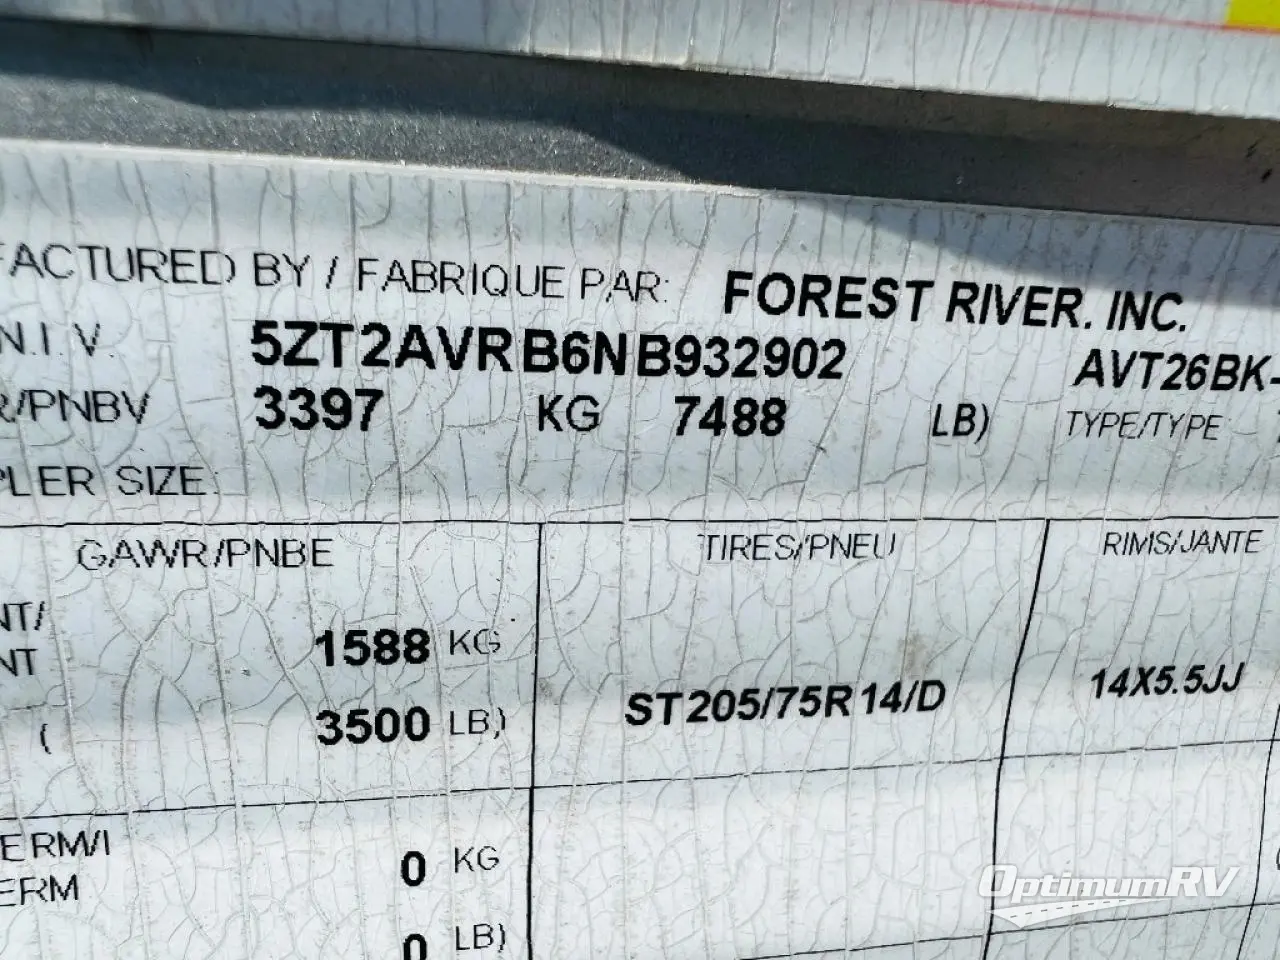 FACTURED BY / FABRIQUE PAR: FOREST RIVER, INC.
N.I.V. 5ZT2AVRB6NB932902 AVT26BK-
R/PNBV 3397 KG 7488 LB) TYPE/TYPE
PLER SIZE:
GAWR/PNBE TIRES/PNEU RIMS/JANTE
NT/
NT
1588 KG
( 3500 LB)
ST205/75R14/D 14X5.5JJ
ERM/I
ERM
0 KG
0 LB)
OptimumRV